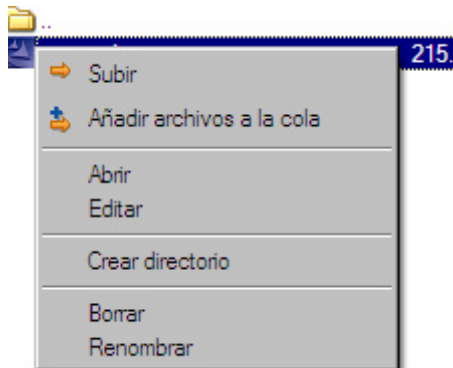 ..
215.
Subir
Añadir archivos a la cola
Abrir
Editar
Crear directorio
Borrar
Renombrar